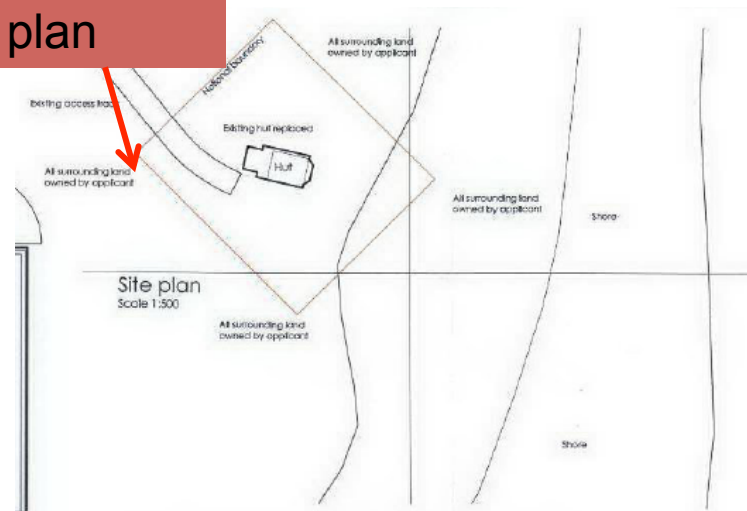 plan
All surrounding land
owned by applicant
Notional boundary
Existing access track
Existing hut replaced
Hut
All surrounding land
owned by applicant
All surrounding land
owned by applicant
Shore
Site plan
Scale 1:500
All surrounding land
owned by applicant
Shore